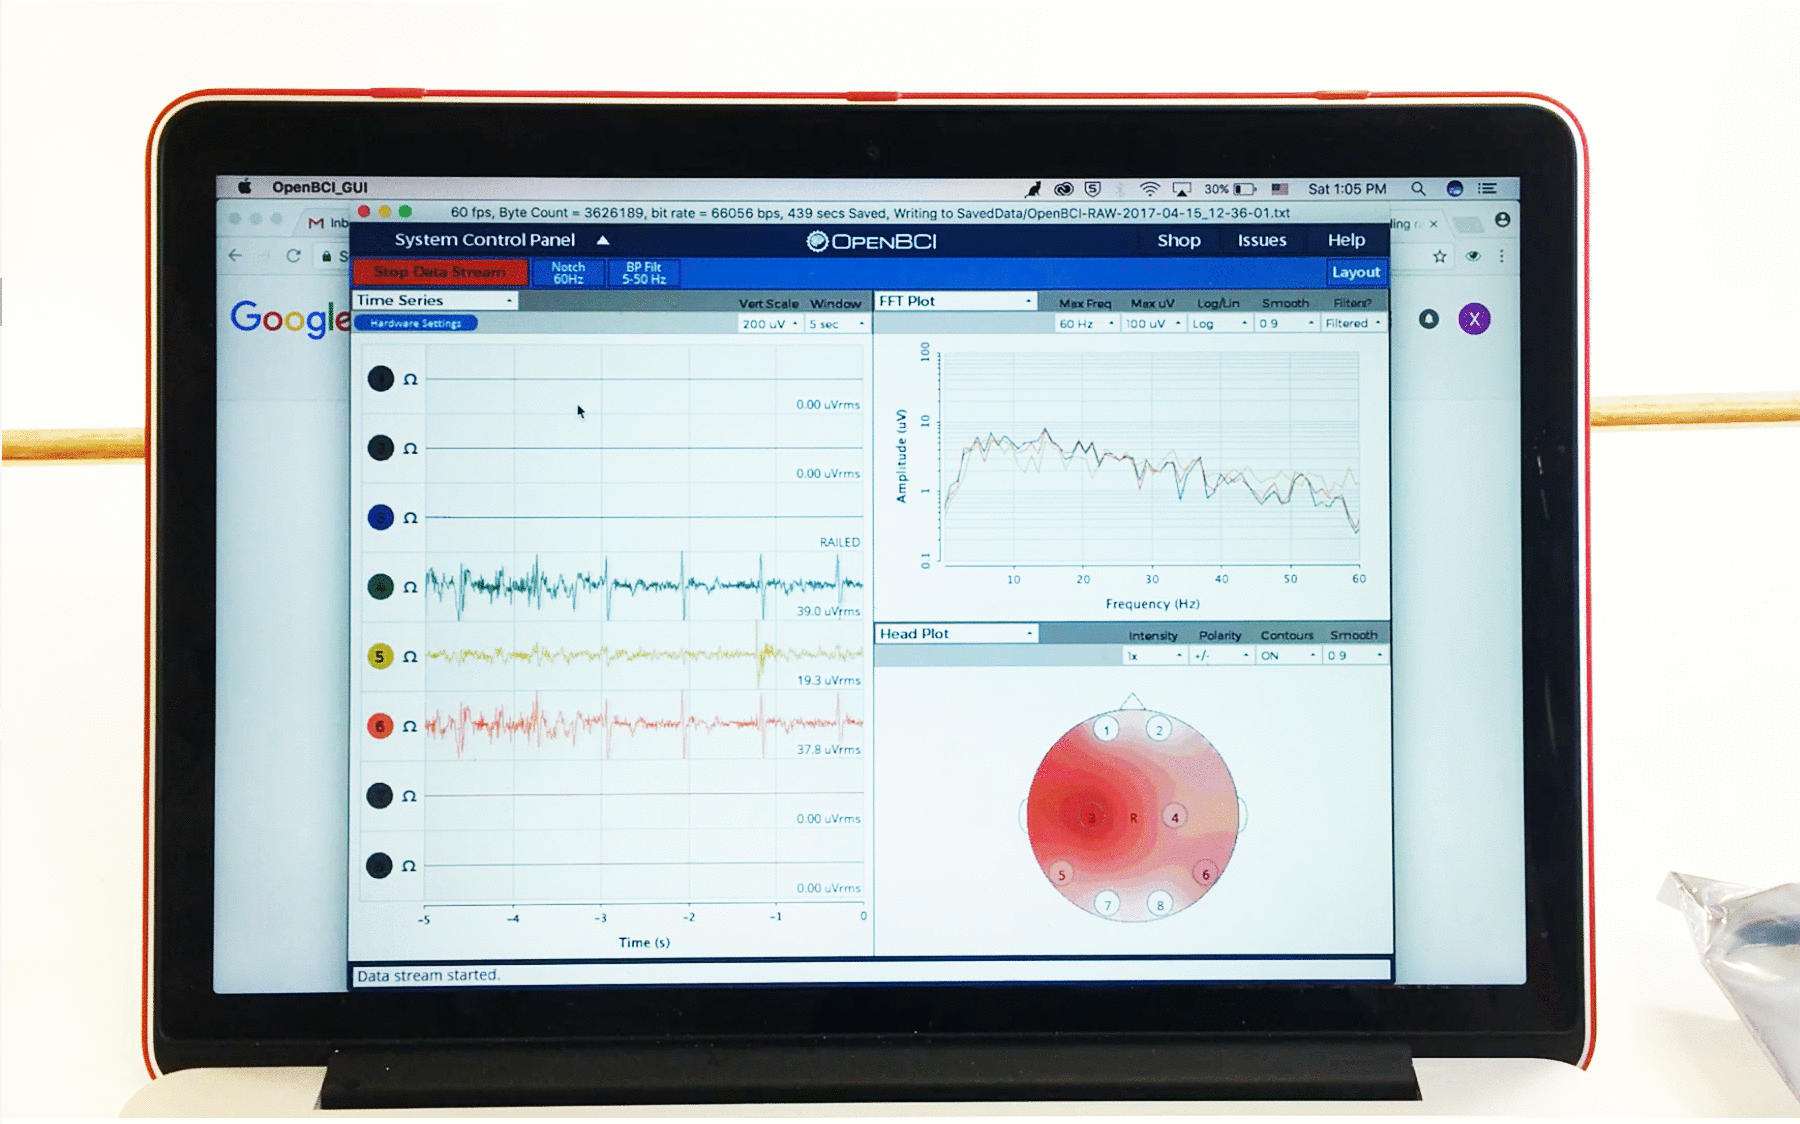 OpenBCI_GUI
30%
Sat 1:05 PM
Inb
60 fps, Byte Count = 3626189, bit rate = 66056 bps, 439 secs Saved, Writing to SavedData/OpenBCI-RAW-2017-04-15_12-36-01.txt
System Control Panel
OPENBCI
Shop
Issues
Help
S
Stop Data Stream
Notch
60Hz
BP Filt
5-50 Hz
Layout
Google
X
Time Series
Vert Scale
Window
Hardware Settings
200 uV
5 sec
Ω
0.00 uVrms
Ω
0.00 uVrms
Ω
RAILED
Ω
39.0 uVrms
5 Ω
19.3 uVrms
6 Ω
37.8 uVrms
Ω
0.00 uVrms
Ω
0.00 uVrms
-5 -4 -3 -2 -1 0
Time (s)
FFT Plot
Max Freq
Max uV
Log/Lin
Smooth
Filters?
60 Hz
100 uV
Log
0.9
Filtered
100
10
1
0.1
Amplitude (uV)
10 20 30 40 50 60
Frequency (Hz)
Head Plot
Intensity
Polarity
Contours
Smooth
1x
+/-
ON
0.9
1 2
3 R 4
5 6
7 8
Data stream started.